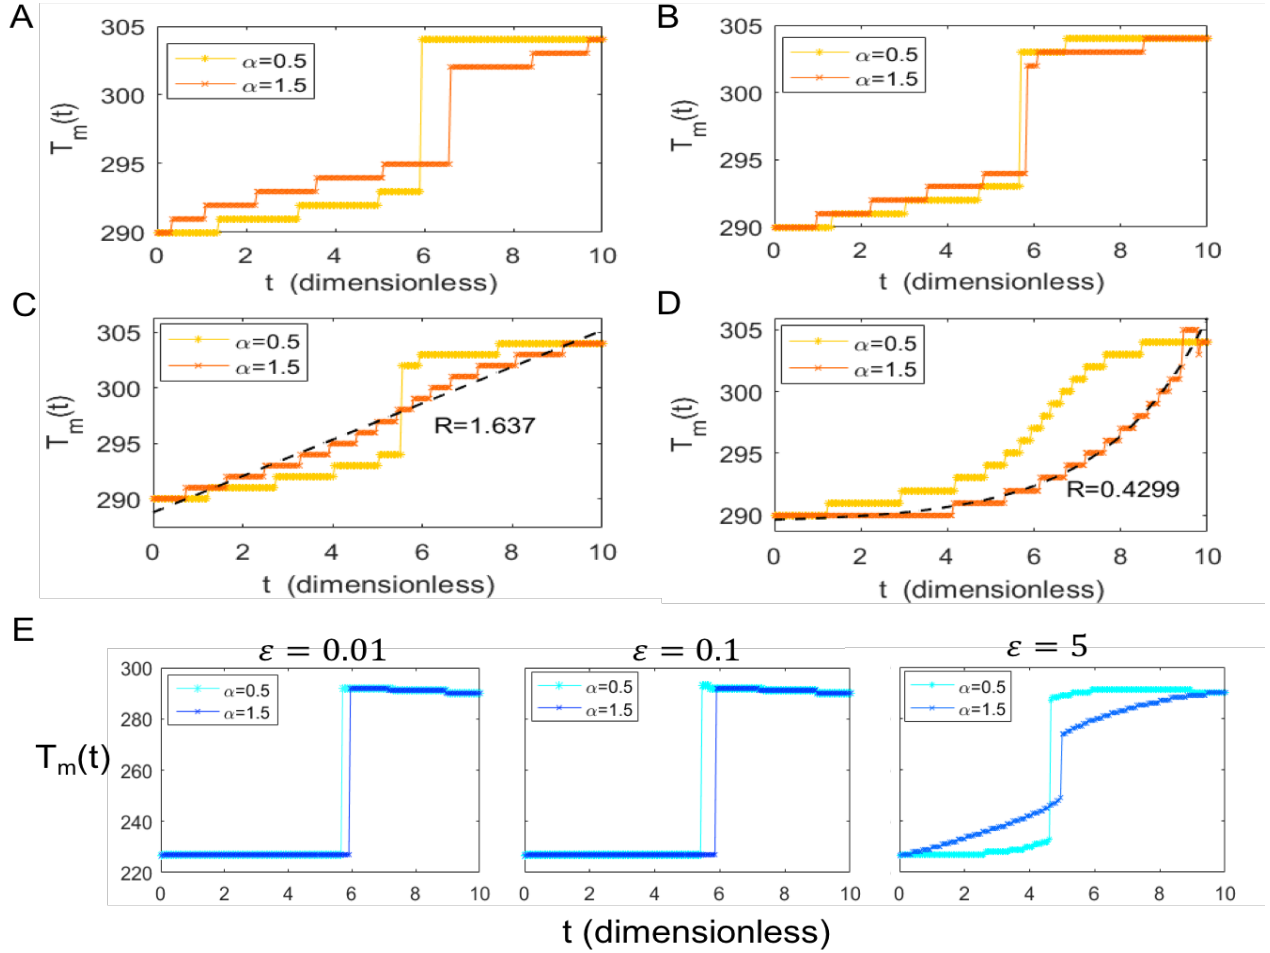 A
B
305
300
295
290
Tm(t)
α=0.5
α=1.5
0 2 4 6 8 10
t (dimensionless)
305
300
295
290
Tm(t)
α=0.5
α=1.5
0 2 4 6 8 10
t (dimensionless)
C
D
305
300
295
290
Tm(t)
α=0.5
α=1.5
R=1.637
0 2 4 6 8 10
t (dimensionless)
305
300
295
290
Tm(t)
α=0.5
α=1.5
R=0.4299
0 2 4 6 8 10
t (dimensionless)
E
ε = 0.01
ε = 0.1
ε = 5
300
280
260
240
220
Tm(t)
α=0.5
α=1.5
0 2 4 6 8 10
α=0.5
α=1.5
0 2 4 6 8 10
α=0.5
α=1.5
0 2 4 6 8 10
t (dimensionless)